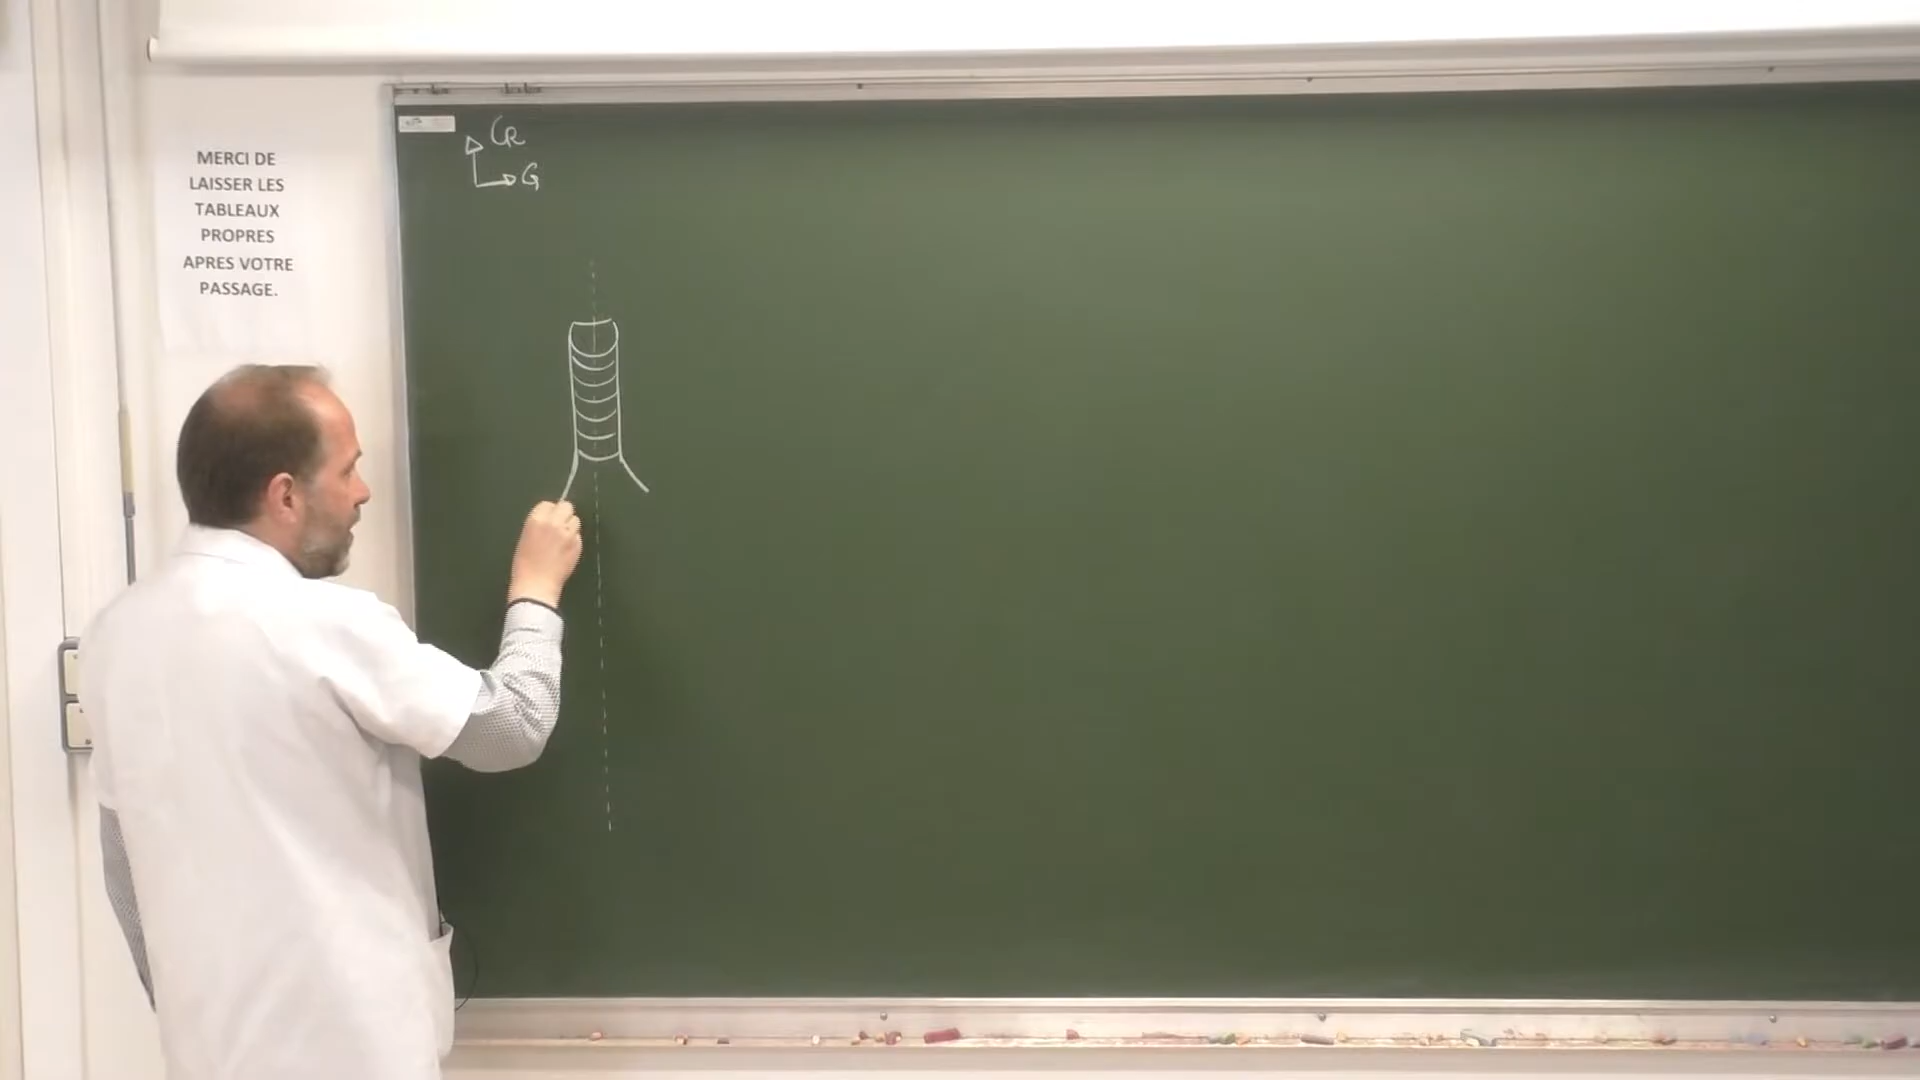 MERCI DE
LAISSER LES
TABLEAUX
PROPRES
APRES VOTRE
PASSAGE.
CR
G